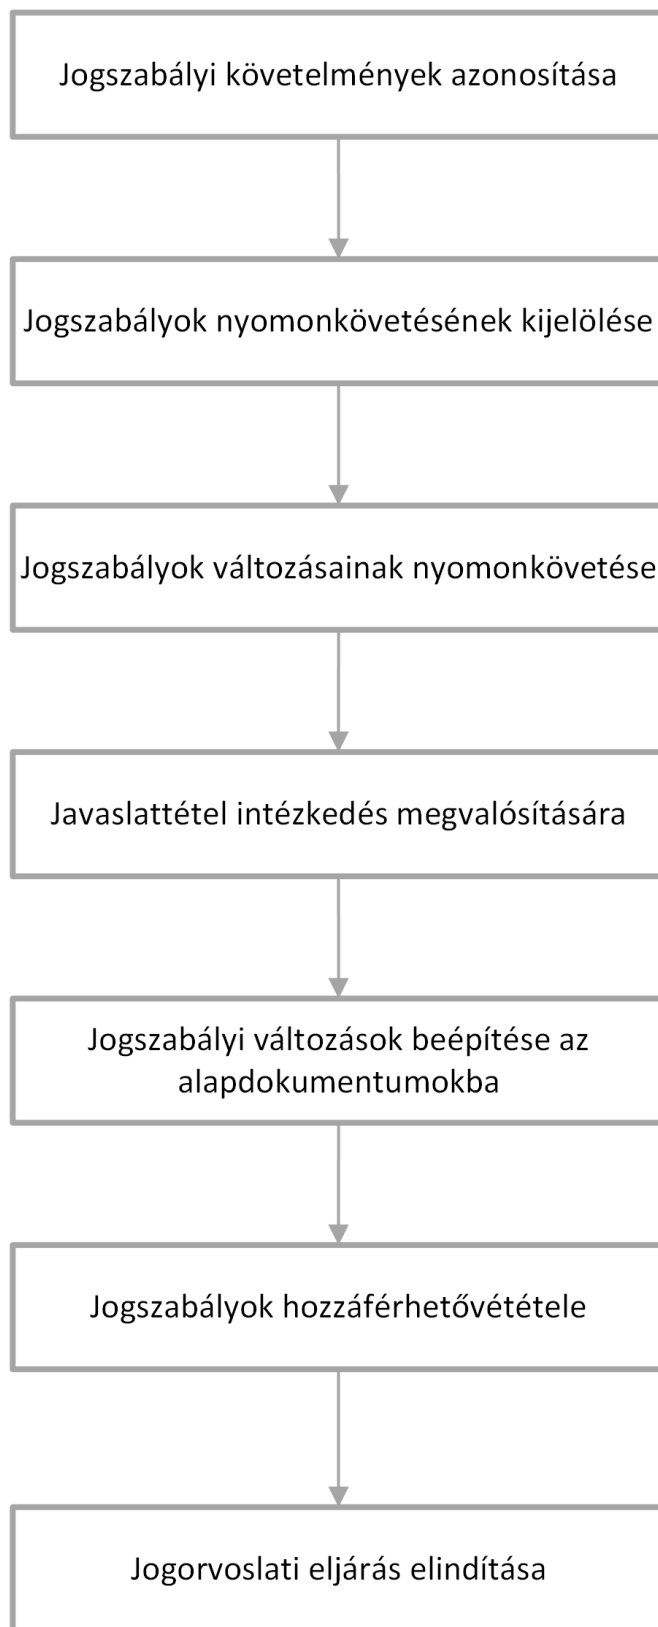 Jogszabályi követelmények azonosítása
Jogszabályok nyomonkövetésének kijelölése
Jogszabályok változásainak nyomonkövetése
Javaslattétel intézkedés megvalósítására
Jogszabályi változások beépítése az
alapdokumentumokba
Jogszabályok hozzáférhetővététele
Jogorvoslati eljárás elindítása